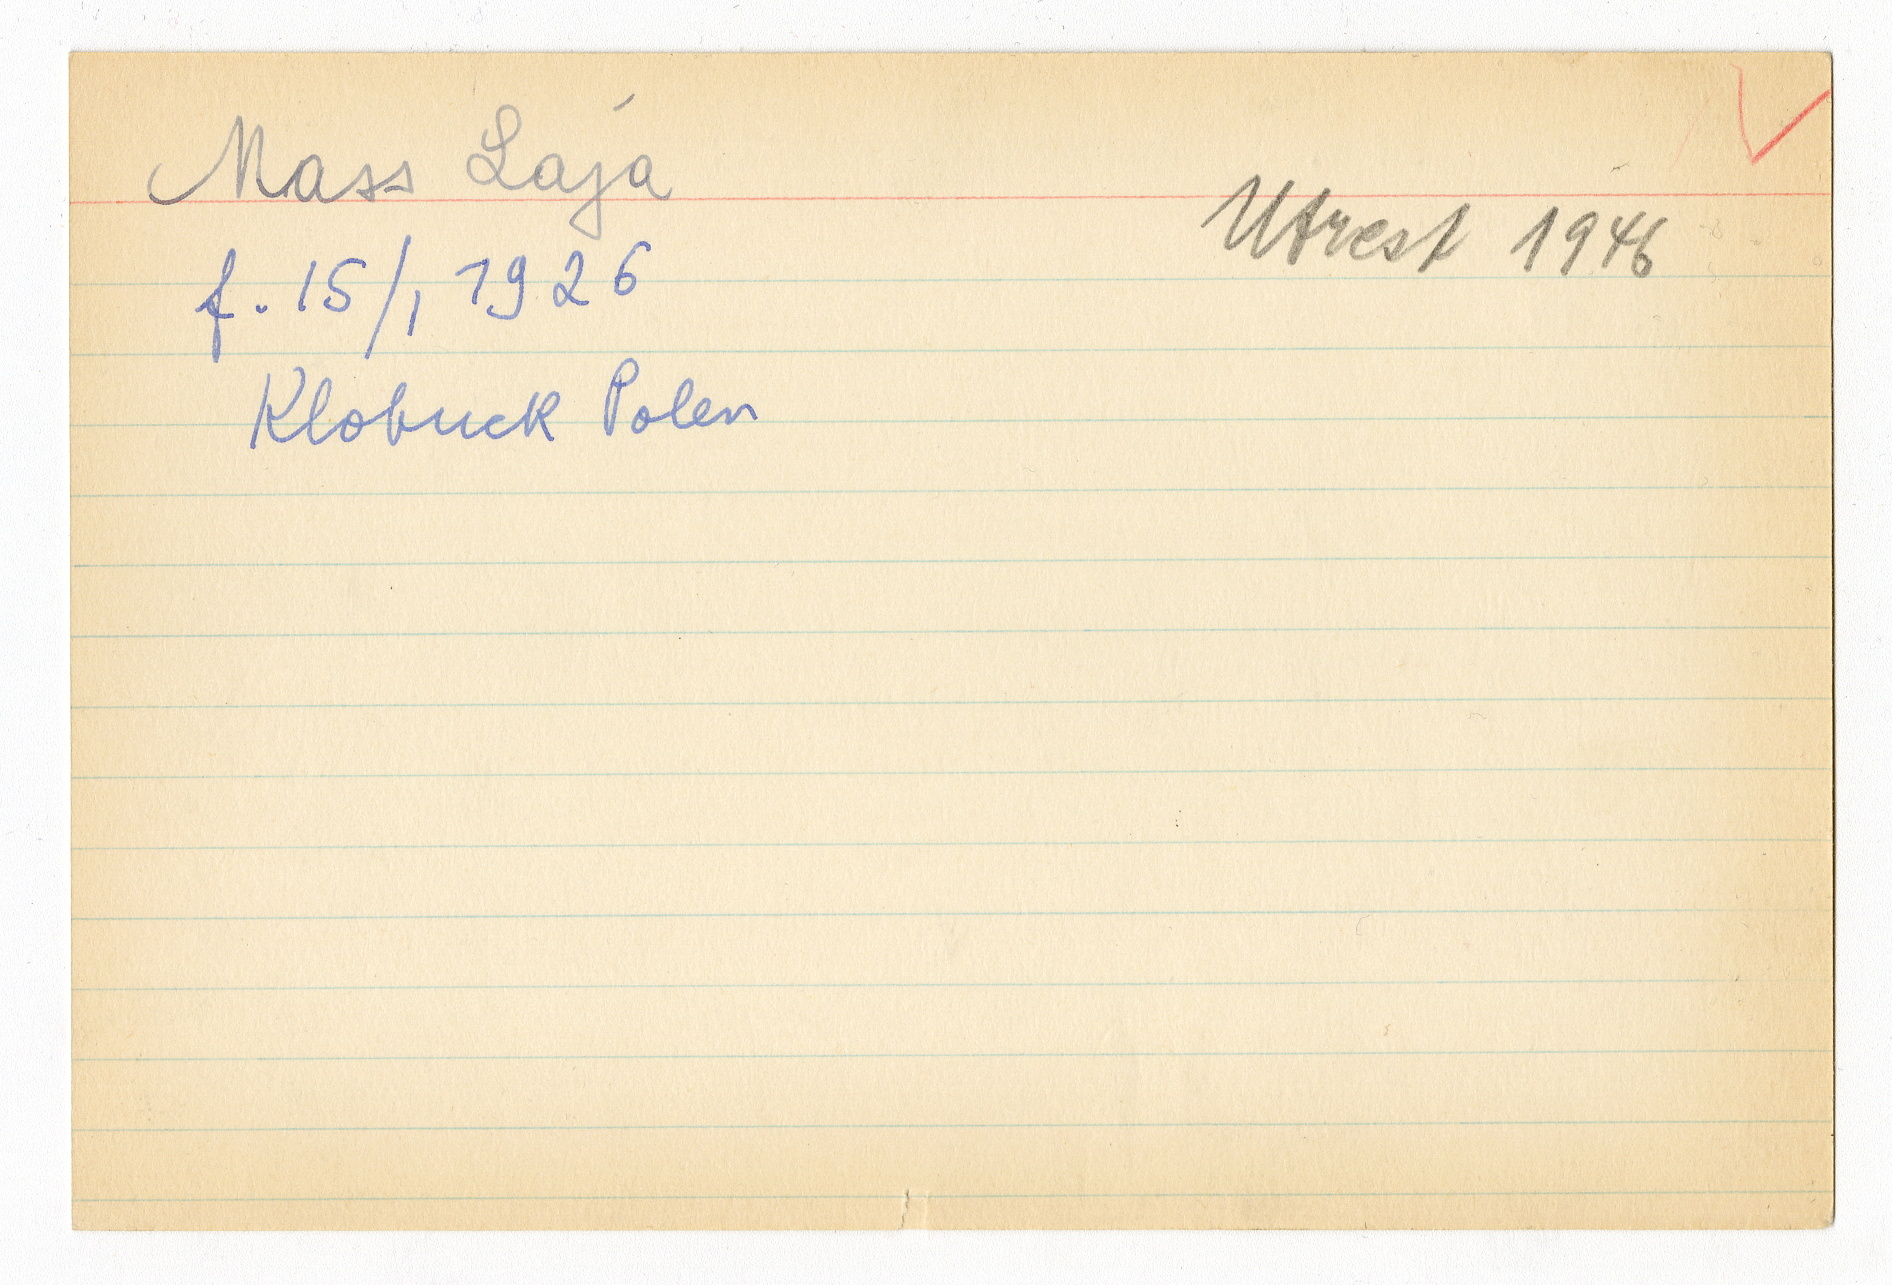 Mass Laja
Utrest 1946
f. 15/1 1926
Klobuck Polen